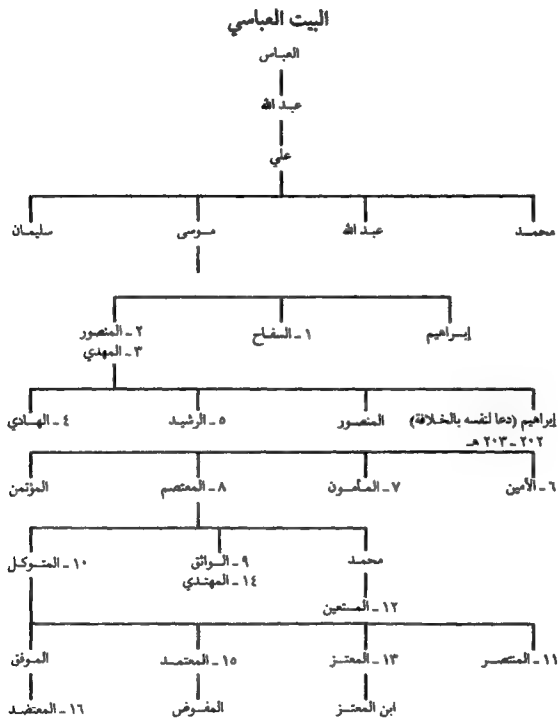 البيت العباسي
العباس
عبد الله
علي
محمد عبد الله موسى سليمان
إبراهيم ١ ـ السفاح ٢ ـ المنصور
٣ ـ المهدي
إبراهيم (دعا لنفسه بالخلافة) المنصور ٥ ـ الرشيد ٤ ـ الهادي
٢٠٢ ـ ٢٠٣ هـ
٦ ـ الأمين ٧ ـ المأمون ٨ ـ المعتصم المؤتمن
محمد ٩ ـ الواثق ١٠ ـ المتوكل
١٤ ـ المهتدي
١٢ ـ المستعين
١١ ـ المنتصر ١٣ ـ المعتز ١٥ ـ المعتمد الموفق
ابن المعتز المفوض ١٦ ـ المعتضد